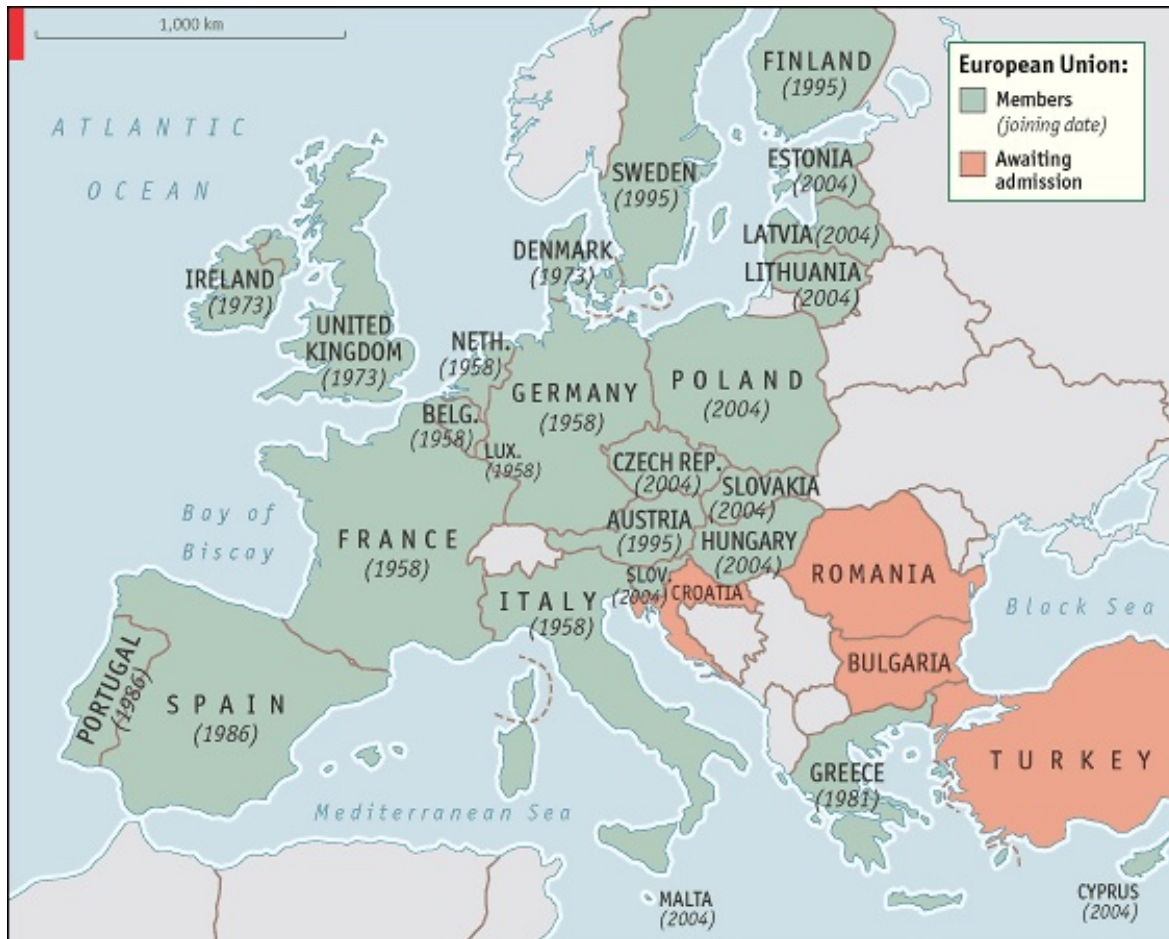 1,000 km
European Union:
Members
(joining date)
Awaiting
admission
ATLANTIC
OCEAN
FINLAND
(1995)
SWEDEN
(1995)
ESTONIA
(2004)
LATVIA (2004)
LITHUANIA
(2004)
DENMARK
(1973)
IRELAND
(1973)
UNITED
KINGDOM
(1973)
NETH.
(1958)
BELG.
(1958)
LUX.
(1958)
GERMANY
(1958)
POLAND
(2004)
CZECH REP.
(2004)
SLOVAKIA
(2004)
AUSTRIA
(1995)
HUNGARY
(2004)
Bay of
Biscay
FRANCE
(1958)
SLOV.
(2004)
CROATIA
ITALY
(1958)
ROMANIA
Black Sea
BULGARIA
PORTUGAL
(1986)
SPAIN
(1986)
TURKEY
GREECE
(1981)
Mediterranean Sea
MALTA
(2004)
CYPRUS
(2004)